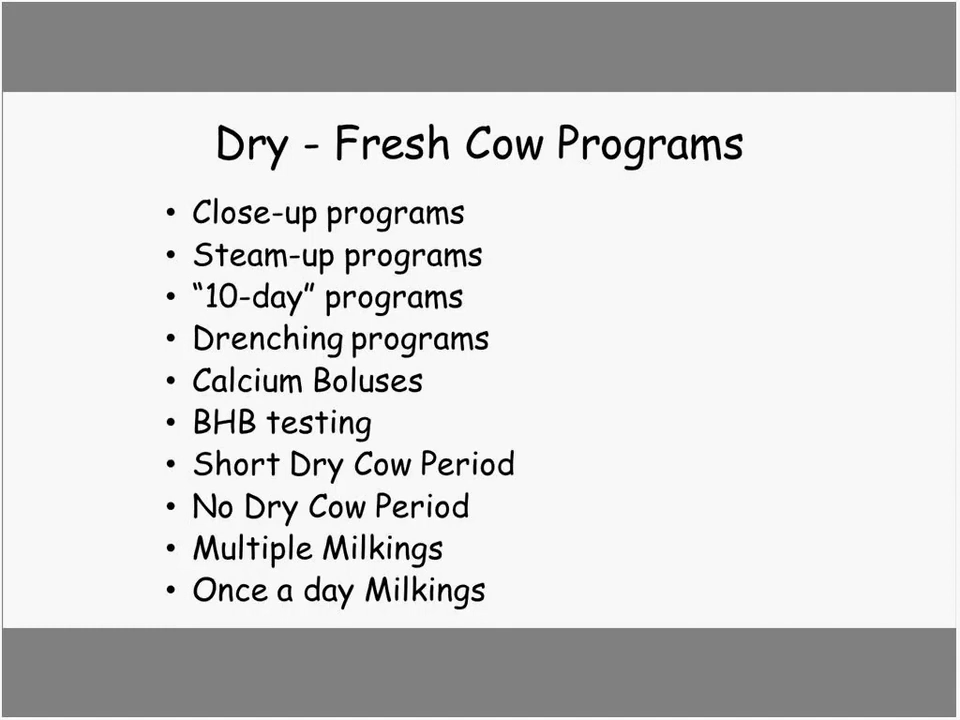 Dry - Fresh Cow Programs
• Close-up programs
• Steam-up programs
• “10-day” programs
• Drenching programs
• Calcium Boluses
• BHB testing
• Short Dry Cow Period
• No Dry Cow Period
• Multiple Milkings
• Once a day Milkings